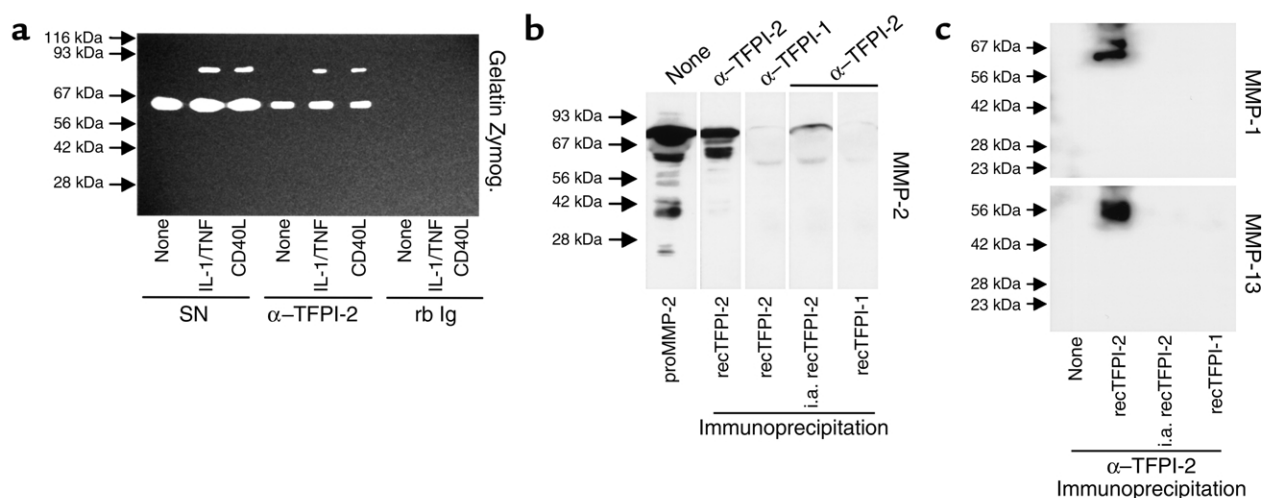 a
116 kDa
93 kDa
67 kDa
56 kDa
42 kDa
28 kDa
Gelatin Zymog.
None
IL-1/TNF
CD40L
None
IL-1/TNF
CD40L
None
IL-1/TNF
CD40L
SN
α–TFPI-2
rb Ig
b
None
α–TFPI-2
α–TFPI-1
α–TFPI-2
93 kDa
67 kDa
56 kDa
42 kDa
28 kDa
MMP-2
proMMP-2
recTFPI-2
recTFPI-2
i.a. recTFPI-2
recTFPI-1
Immunoprecipitation
c
67 kDa
56 kDa
42 kDa
28 kDa
23 kDa
MMP-1
56 kDa
42 kDa
28 kDa
23 kDa
MMP-13
None
recTFPI-2
i.a. recTFPI-2
recTFPI-1
α–TFPI-2
Immunoprecipitation